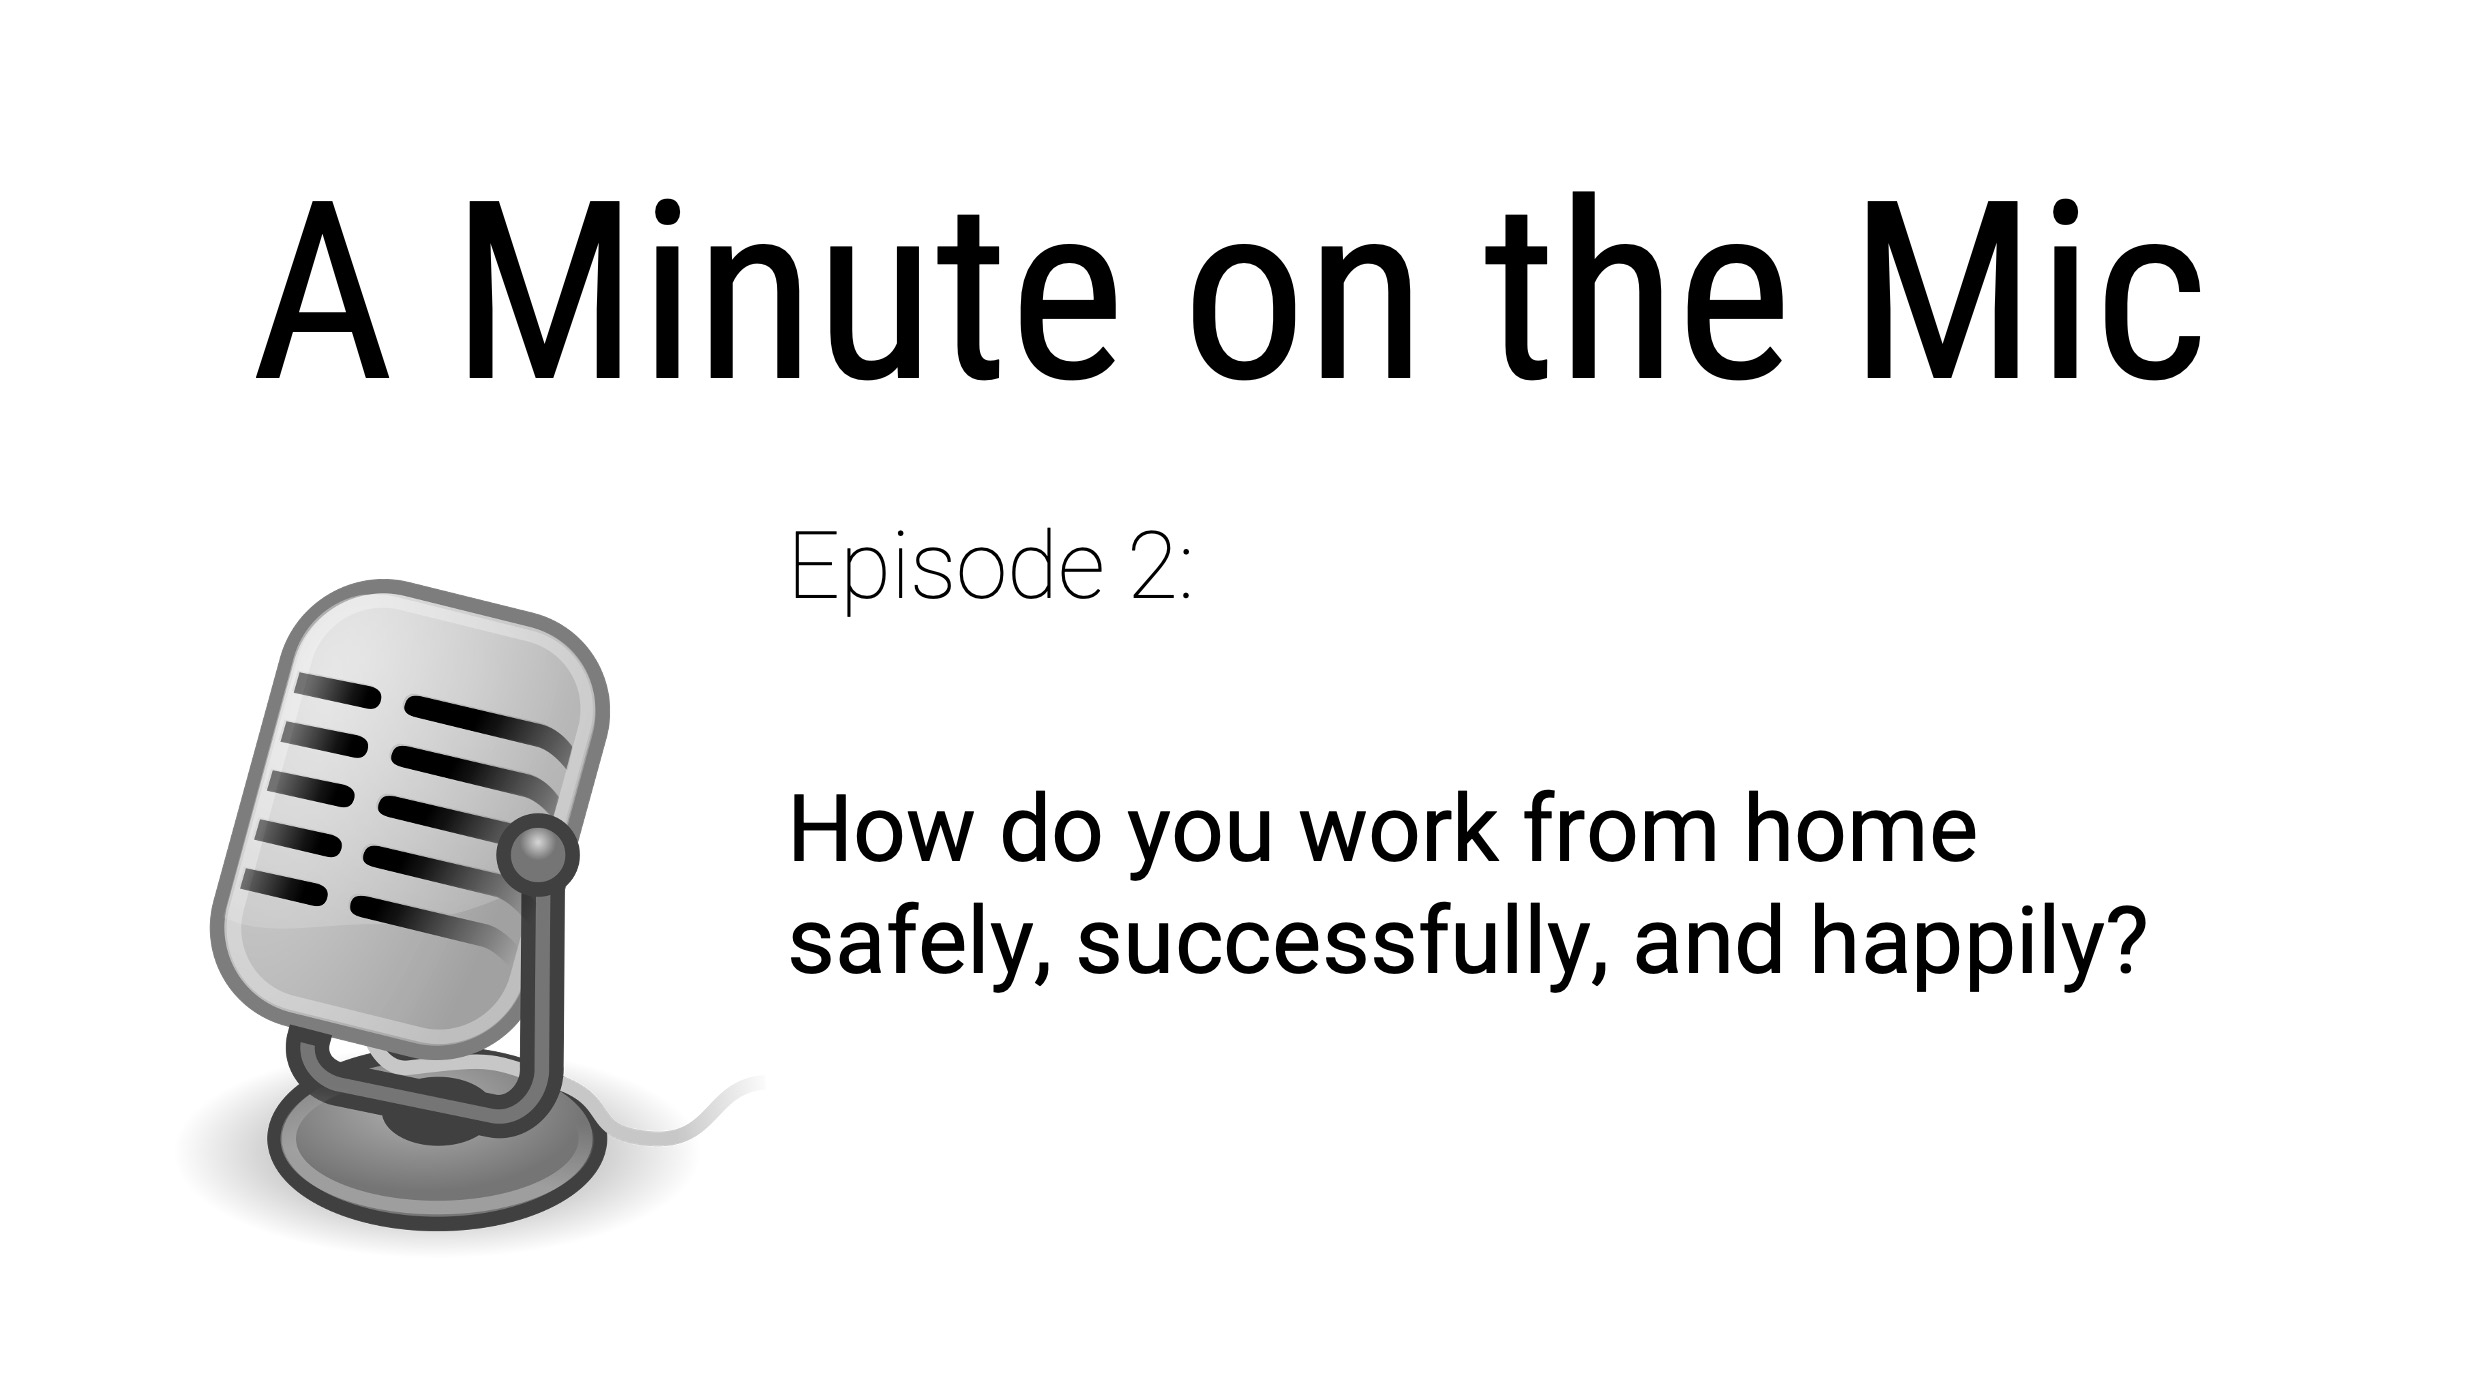 A Minute on the Mic
Episode 2:
How do you work from home
safely, successfully, and happily?